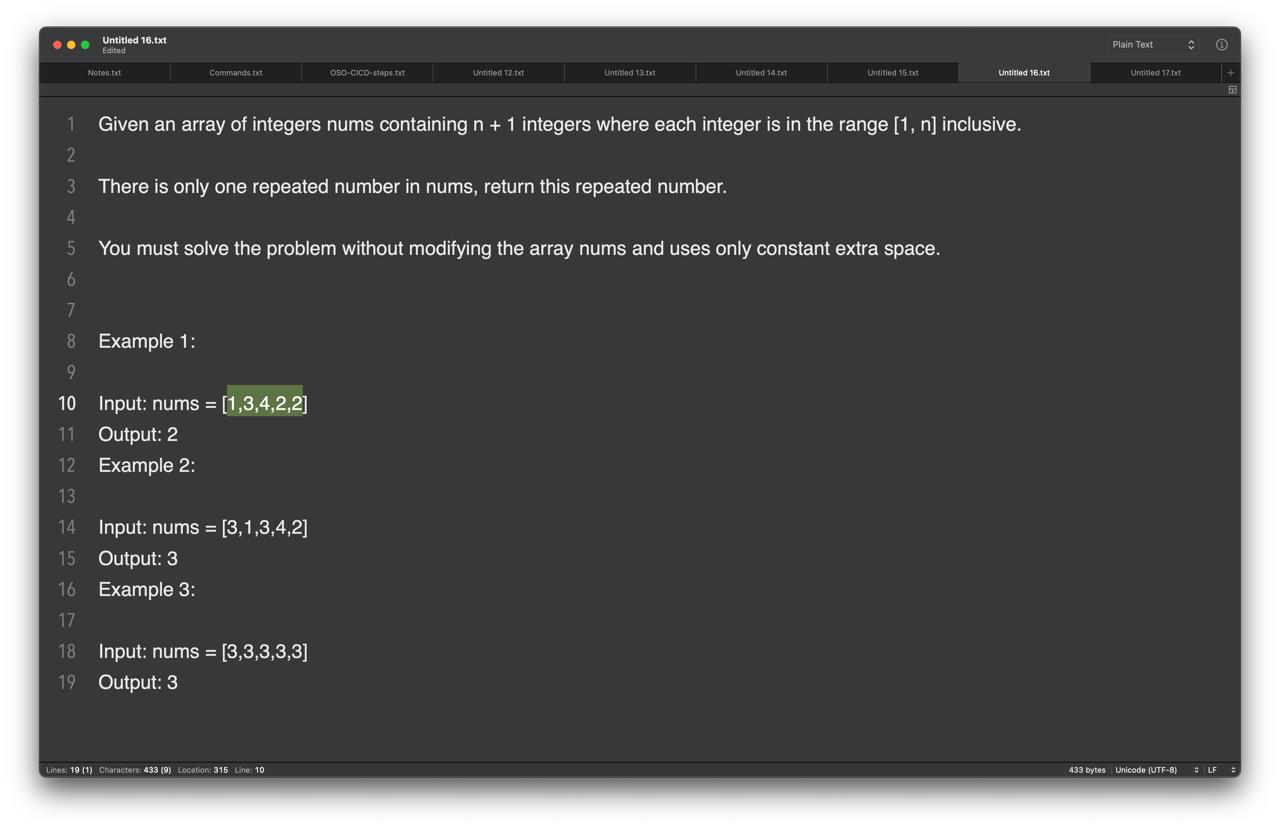 Untitled 16.txt
Edited
Plain Text
Notes.txt
Commands.txt
OSO-CICD-steps.txt
Untitled 12.txt
Untitled 13.txt
Untitled 14.txt
Untitled 15.txt
Untitled 16.txt
Untitled 17.txt
+
1 Given an array of integers nums containing n + 1 integers where each integer is in the range [1, n] inclusive.
2
3 There is only one repeated number in nums, return this repeated number.
4
5 You must solve the problem without modifying the array nums and uses only constant extra space.
6
7
8 Example 1:
9
10 Input: nums = [1,3,4,2,2]
11 Output: 2
12 Example 2:
13
14 Input: nums = [3,1,3,4,2]
15 Output: 3
16 Example 3:
17
18 Input: nums = [3,3,3,3,3]
19 Output: 3
Lines: 19 (1) Characters: 433 (9) Location: 315 Line: 10
433 bytes Unicode (UTF-8) LF